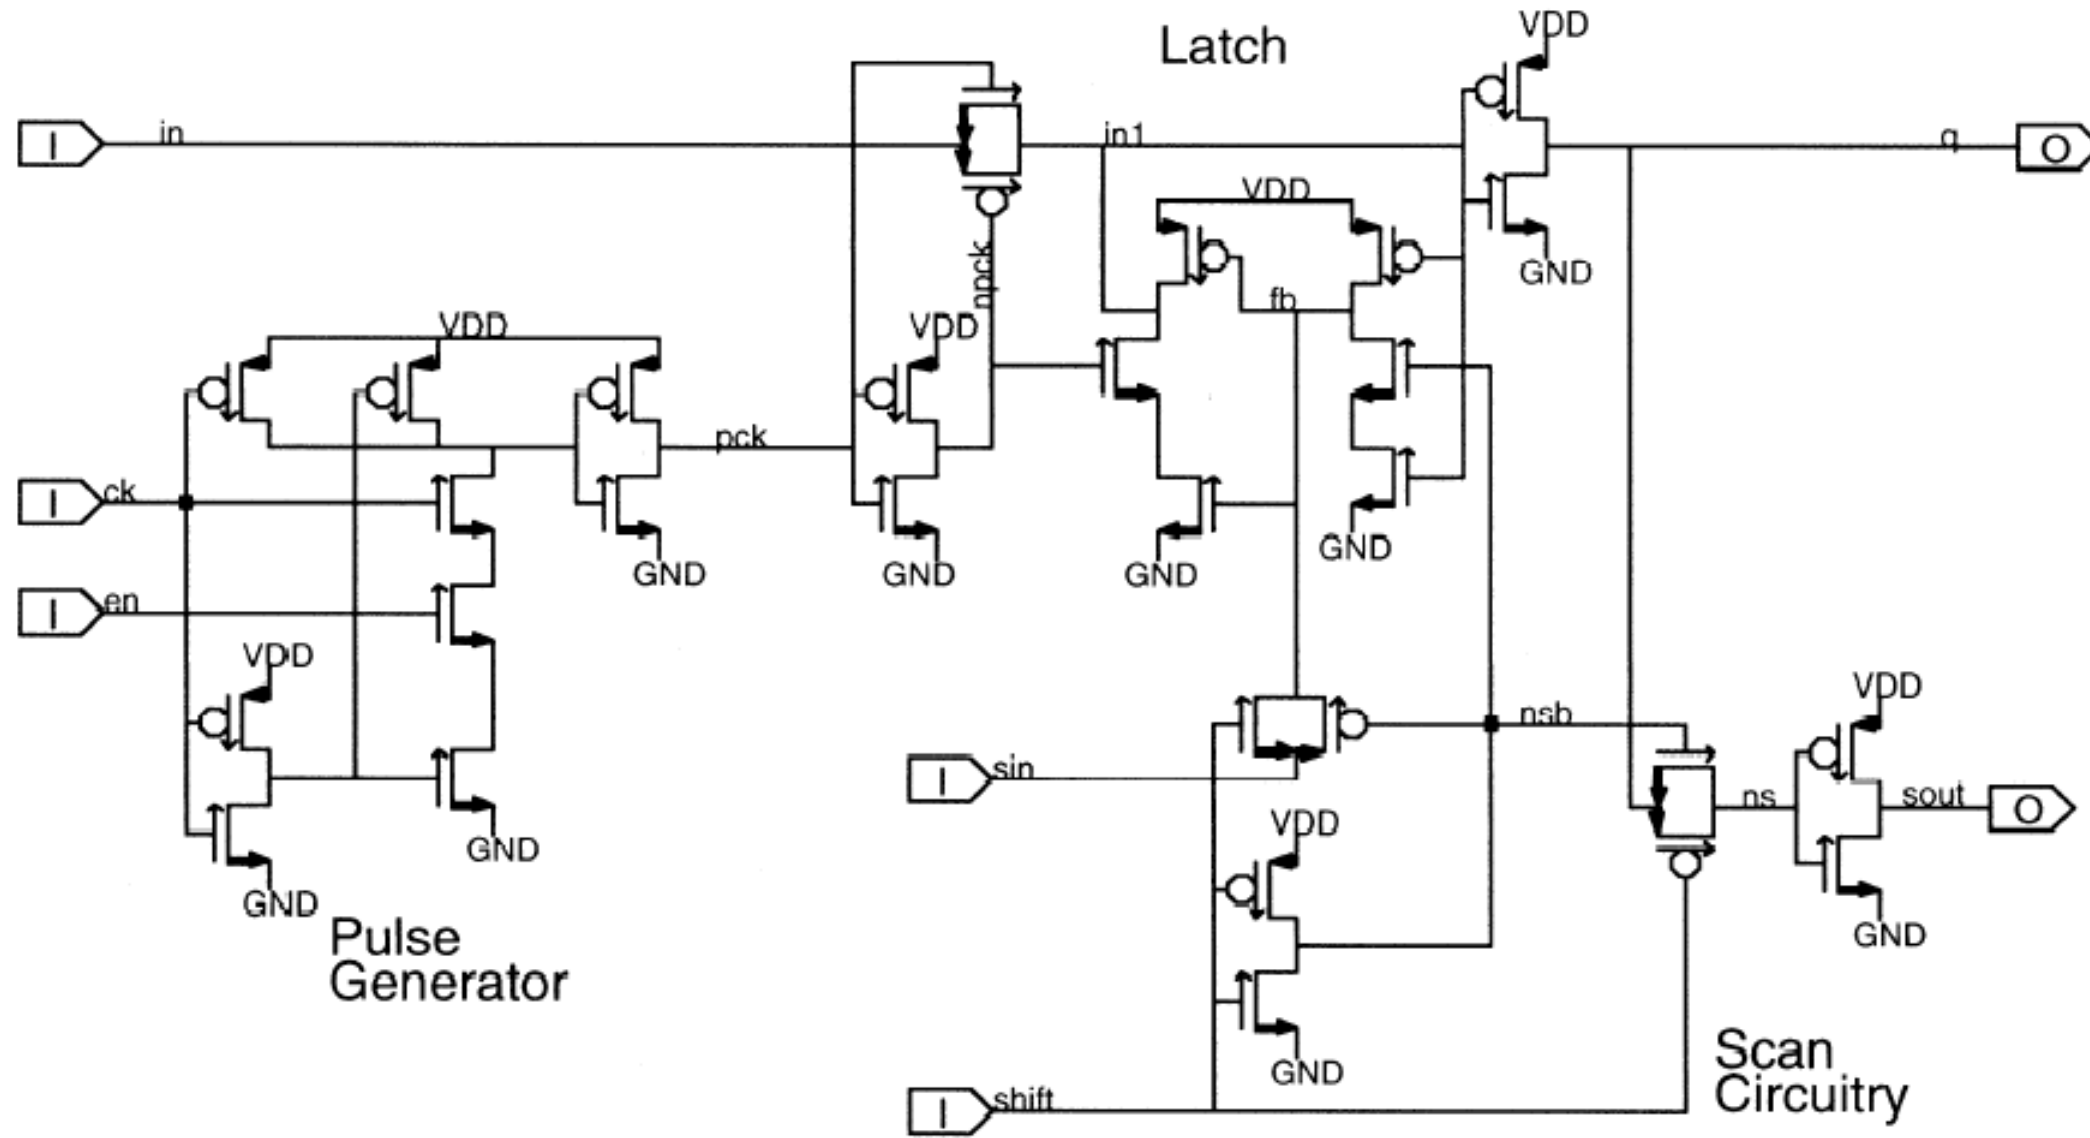 VDD
Latch
I in in1 q O
VDD
GND
npck
fb
VDD
VDD
pck
I ck
GND
GND
GND
GND
I en
VDD
GND
GND
Pulse
Generator
nsb
VDD
I sin
ns sout O
VDD
GND
GND
I shift
Scan
Circuitry